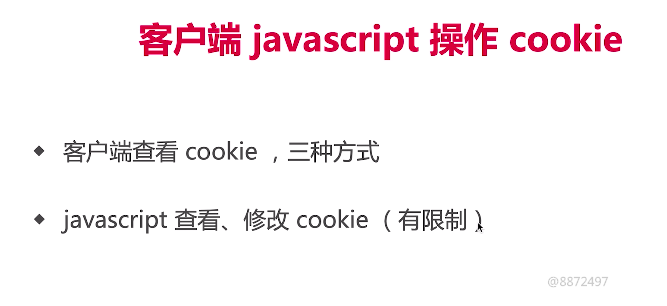 客户端 javascript 操作 cookie
客户端查看 cookie ，三种方式
javascript 查看、修改 cookie （有限制）
@8872497